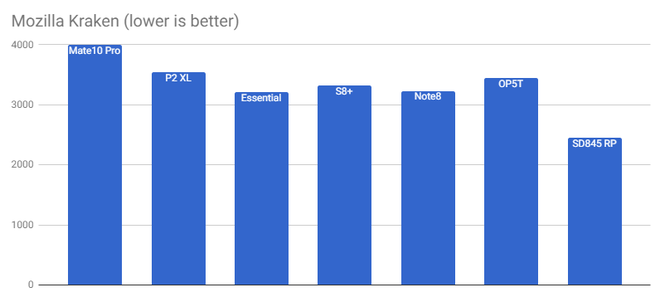 Mozilla Kraken (lower is better)
4000
3000
2000
1000
0
Mate10 Pro
P2 XL
Essential
S8+
Note8
OP5T
SD845 RP